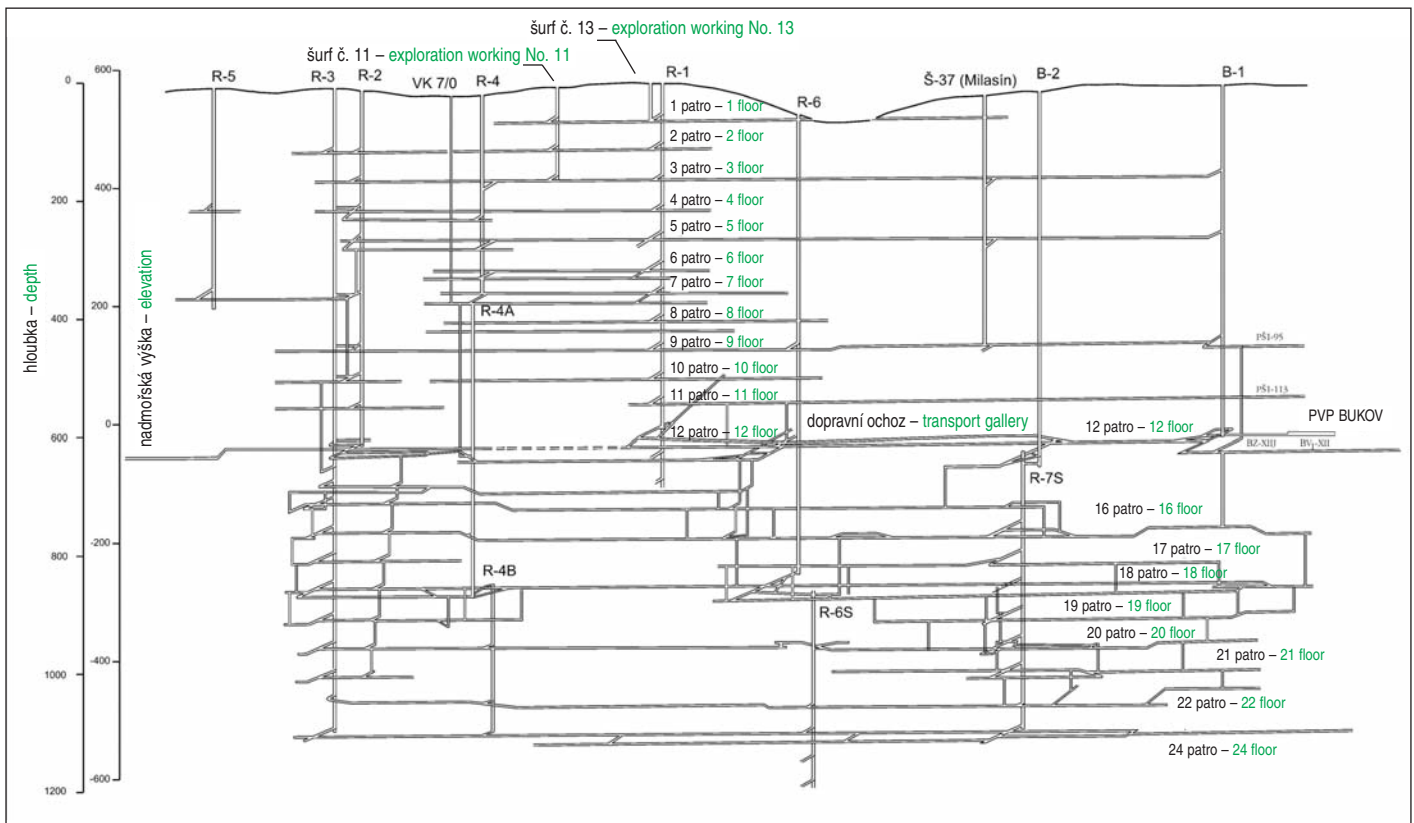 šurf č. 13 – exploration working No. 13
šurf č. 11 – exploration working No. 11
0
600
R-5
R-3
R-2
VK 7/0
R-4
R-1
R-6
Š-37 (Milasín)
B-2
B-1
1 patro – 1 floor
2 patro – 2 floor
3 patro – 3 floor
4 patro – 4 floor
5 patro – 5 floor
6 patro – 6 floor
7 patro – 7 floor
8 patro – 8 floor
9 patro – 9 floor
10 patro – 10 floor
11 patro – 11 floor
12 patro – 12 floor
200
400
600
800
1000
1200
400
200
0
-200
-400
-600
hloubka – depth
nadmořská výška – elevation
R-4A
PŠ1-95
PŠ1-113
dopravní ochoz – transport gallery
12 patro – 12 floor
PVP BUKOV
BZ-XIIJ
BV1-XII
R-7S
16 patro – 16 floor
17 patro – 17 floor
18 patro – 18 floor
R-4B
R-6S
19 patro – 19 floor
20 patro – 20 floor
21 patro – 21 floor
22 patro – 22 floor
24 patro – 24 floor